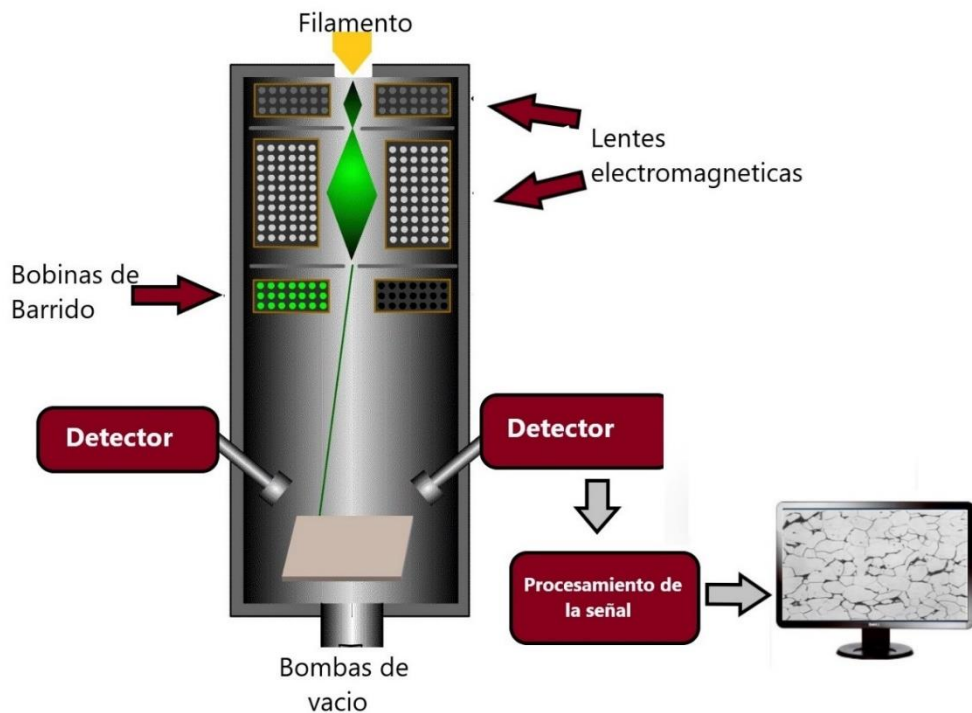 Filamento
Lentes
electromagneticas
Bobinas de
Barrido
Detector
Detector
Procesamiento de
la señal
Bombas de
vacio